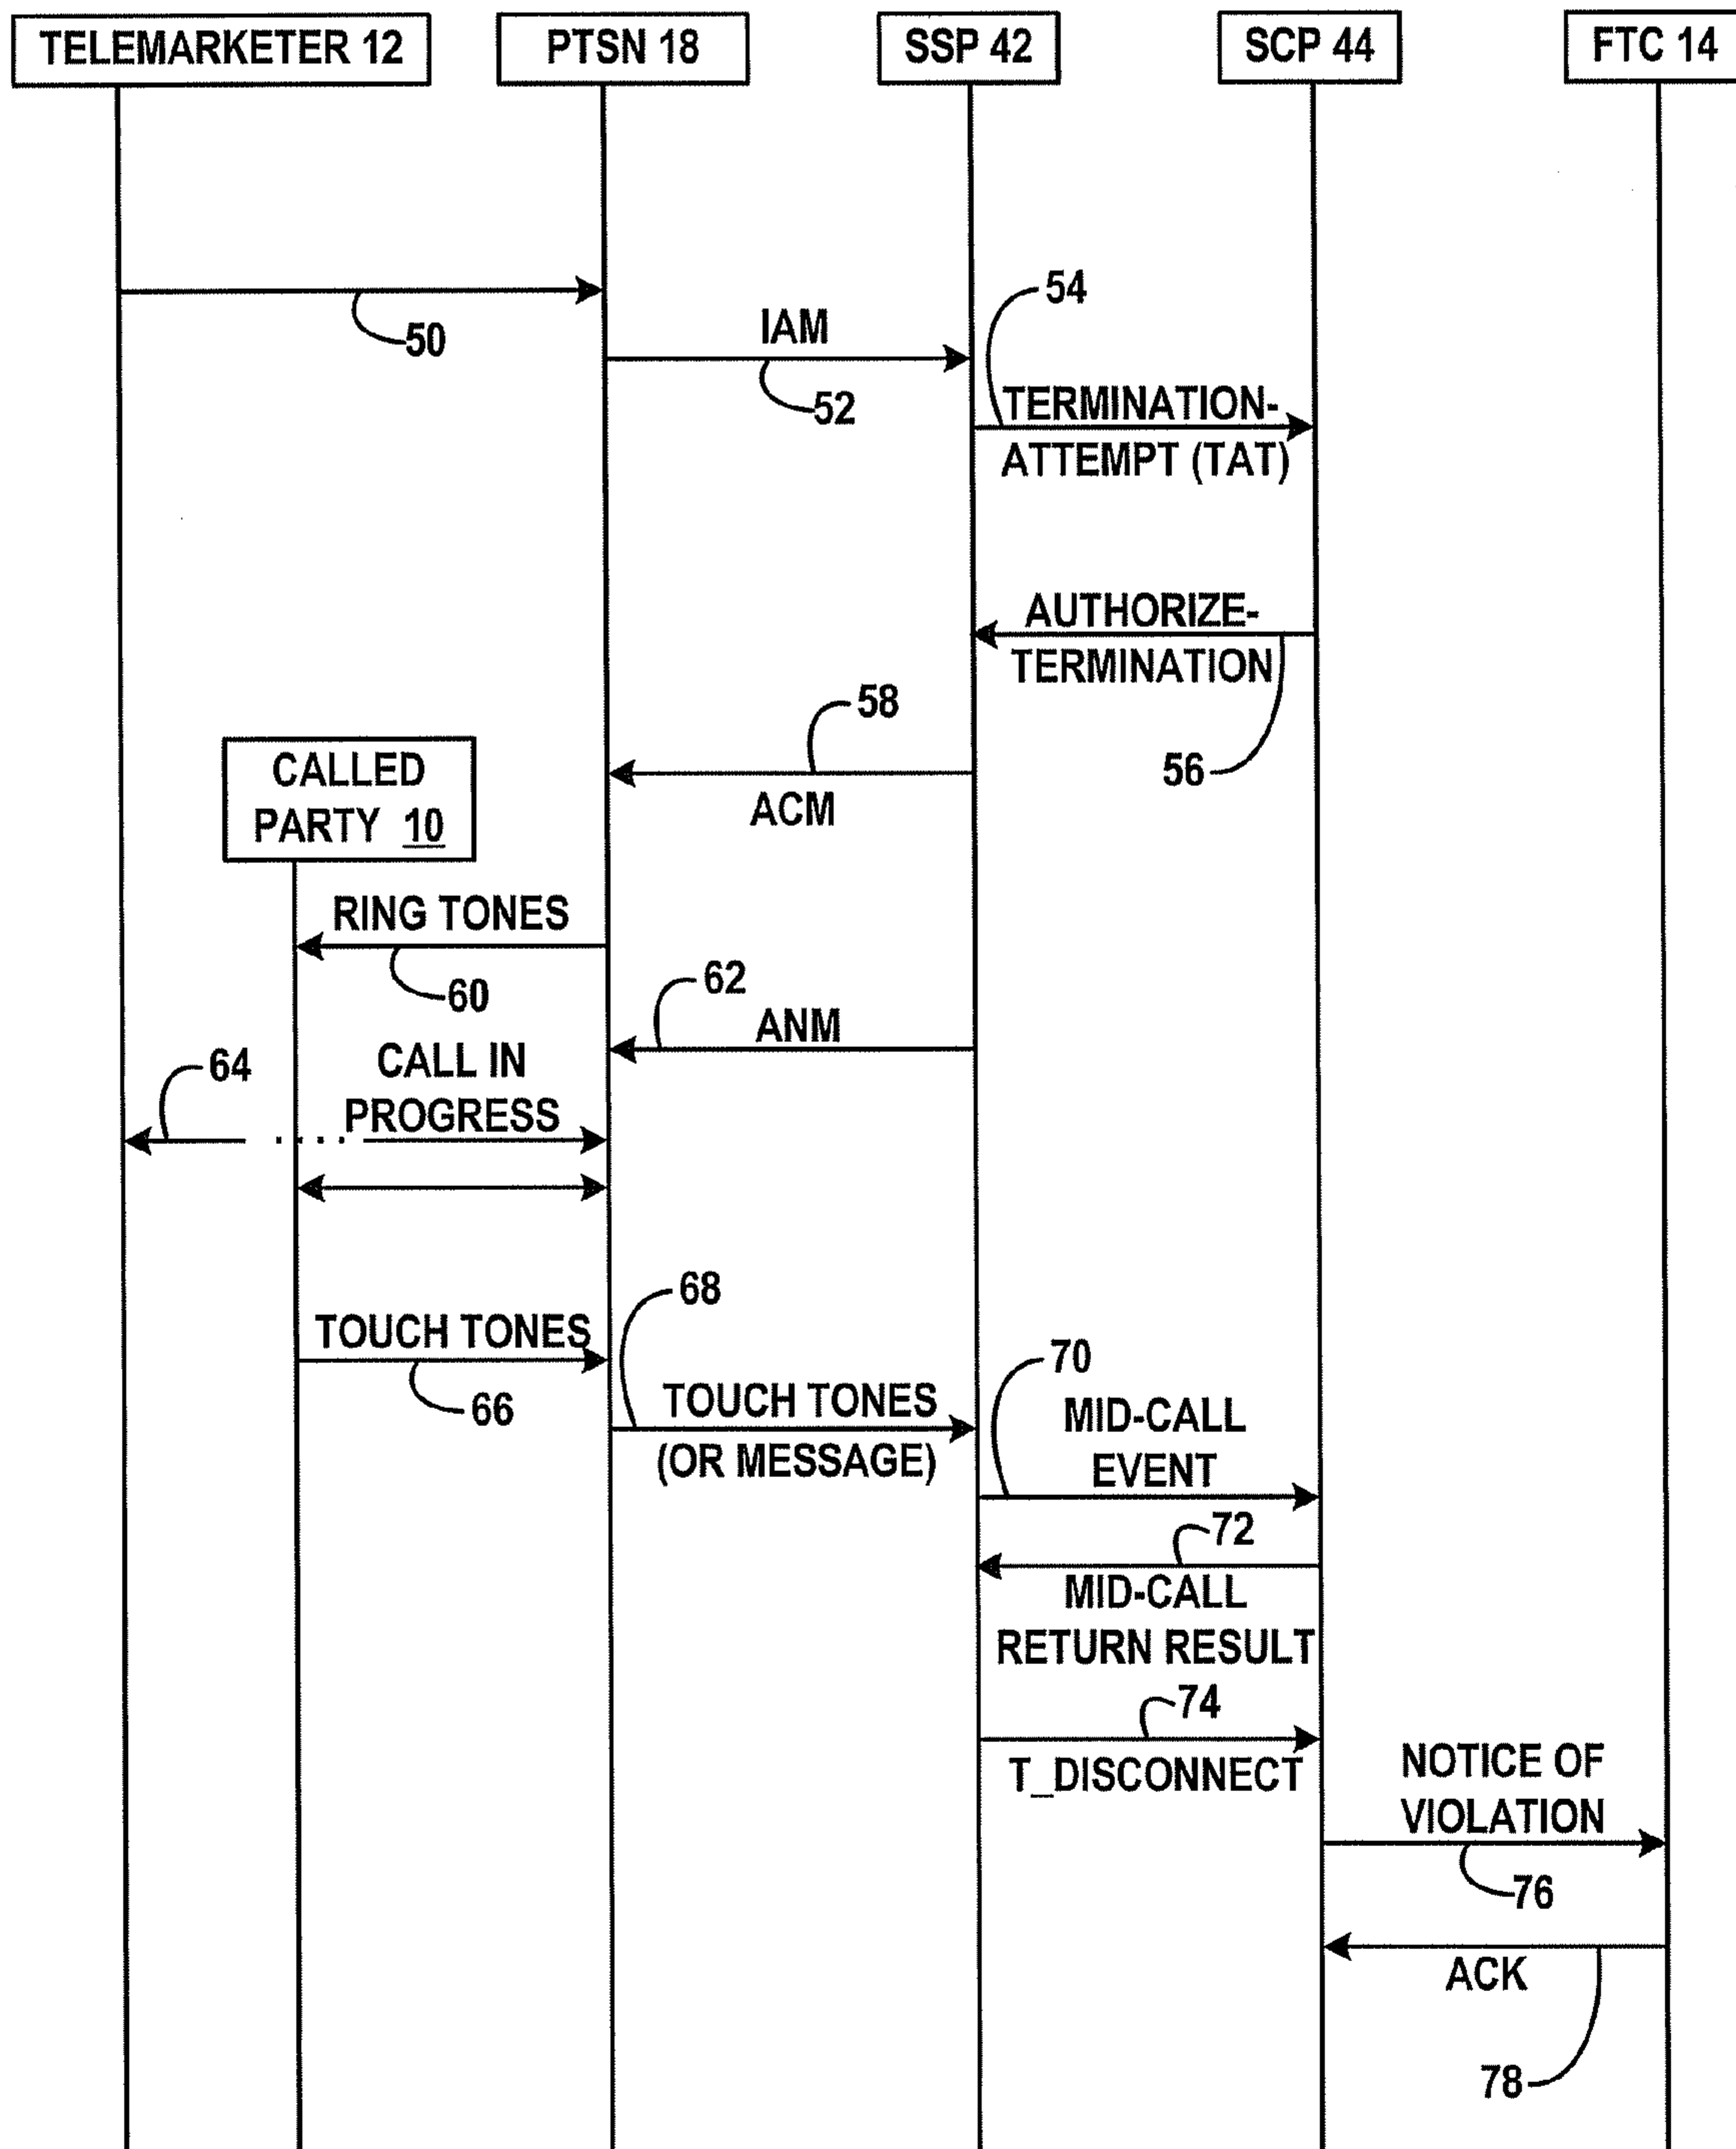 TELEMARKETER 12
PTSN 18
SSP 42
SCP 44
FTC 14
50
IAM
52
54
TERMINATION-
ATTEMPT (TAT)
AUTHORIZE-
TERMINATION
56
58
ACM
CALLED
PARTY 10
RING TONES
60
62
ANM
64
CALL IN
PROGRESS
TOUCH TONES
66
68
TOUCH TONES
(OR MESSAGE)
70
MID-CALL
EVENT
72
MID-CALL
RETURN RESULT
74
T_DISCONNECT
NOTICE OF
VIOLATION
76
ACK
78